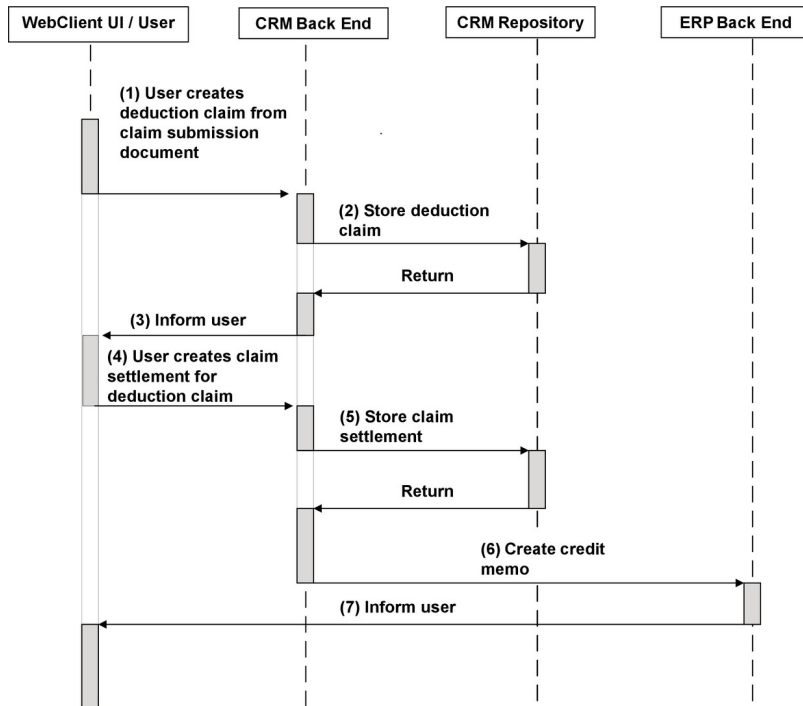 WebClient UI / User
CRM Back End
CRM Repository
ERP Back End
(1) User creates
deduction claim from
claim submission
document
(2) Store deduction
claim
Return
(3) Inform user
(4) User creates claim
settlement for
deduction claim
(5) Store claim
settlement
Return
(6) Create credit
memo
(7) Inform user